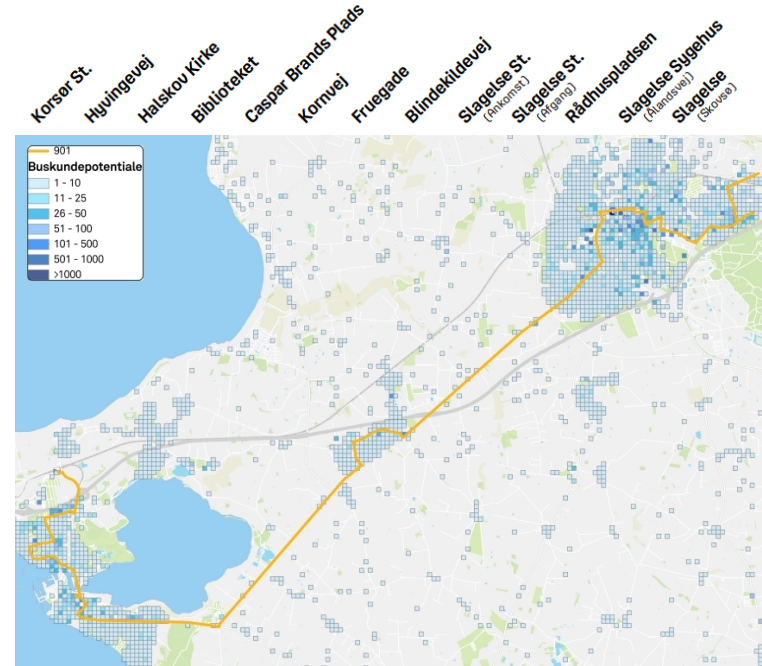 Korsør St.
Hyvingevej
Halskov Kirke
Biblioteket
Caspar Brands Plads
Kornvej
Fruegade
Blindekildevej
Slagelse St.
(Ankomst)
Slagelse St.
(Afgang)
Rådhuspladsen
Slagelse Sygehus
(Ålandsvej)
Slagelse
(Skovsø)
901
Buskundepotentiale
1 - 10
11 - 25
26 - 50
51 - 100
101 - 500
501 - 1000
>1000